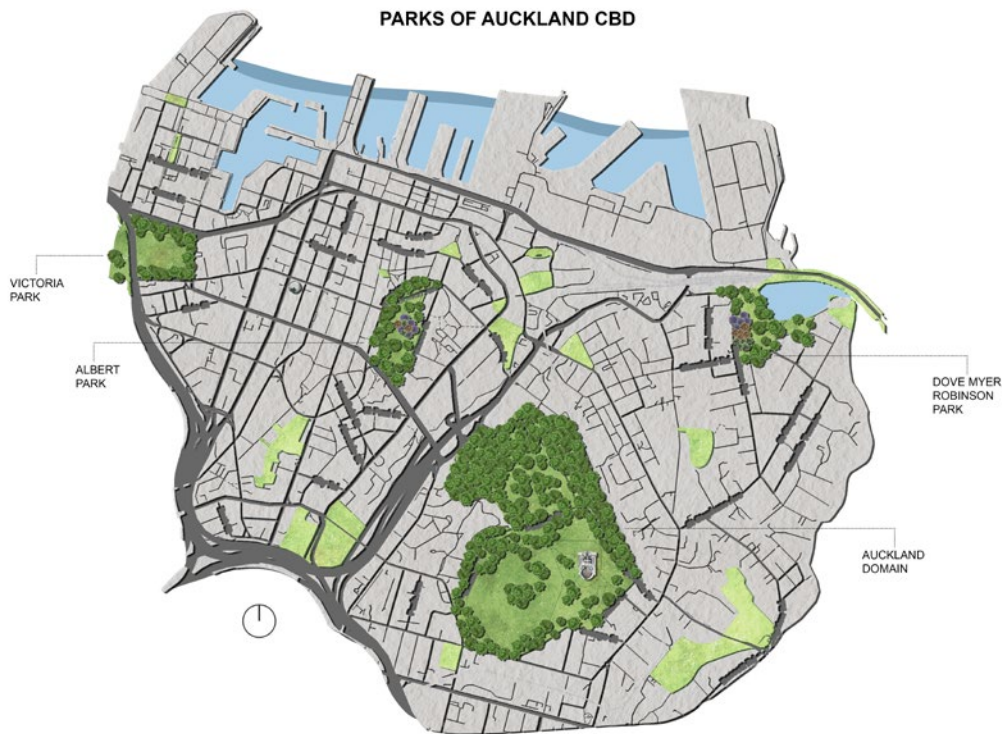 PARKS OF AUCKLAND CBD
VICTORIA
PARK
ALBERT
PARK
DOVE MYER
ROBINSON
PARK
AUCKLAND
DOMAIN